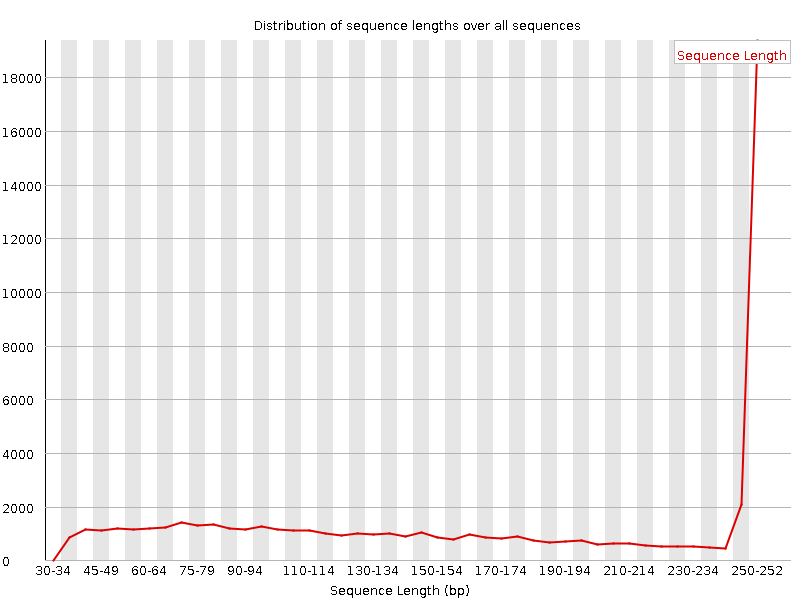 Distribution of sequence lengths over all sequences
Sequence Length
18000
16000
14000
12000
10000
8000
6000
4000
2000
0
30-34 45-49 60-64 75-79 90-94 110-114 130-134 150-154 170-174 190-194 210-214 230-234 250-252
Sequence Length (bp)